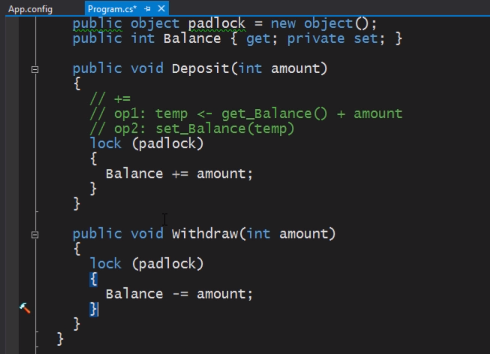 App.config
Program.cs*
public object padlock = new object();
public int Balance { get; private set; }
public void Deposit(int amount)
{
// +=
// op1: temp <- get_Balance() + amount
// op2: set_Balance(temp)
lock (padlock)
{
Balance += amount;
}
}
public void Withdraw(int amount)
{
lock (padlock)
{
Balance -= amount;
}
}
}